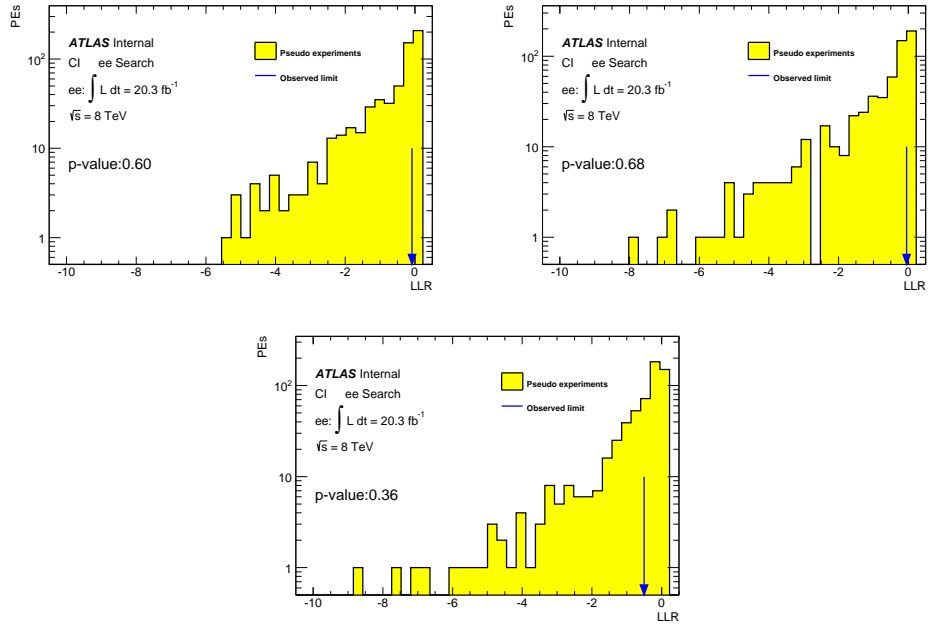 PEs
ATLAS Internal
CI ee Search
ee: ∫ L dt = 20.3 fb⁻¹
√s = 8 TeV
p-value:0.60
Pseudo experiments
Observed limit
10²
10
1
-10 -8 -6 -4 -2 0
LLR
PEs
ATLAS Internal
CI ee Search
ee: ∫ L dt = 20.3 fb⁻¹
√s = 8 TeV
p-value:0.68
Pseudo experiments
Observed limit
10²
10
1
-10 -8 -6 -4 -2 0
LLR
PEs
ATLAS Internal
CI ee Search
ee: ∫ L dt = 20.3 fb⁻¹
√s = 8 TeV
p-value:0.36
Pseudo experiments
Observed limit
10²
10
1
-10 -8 -6 -4 -2 0
LLR